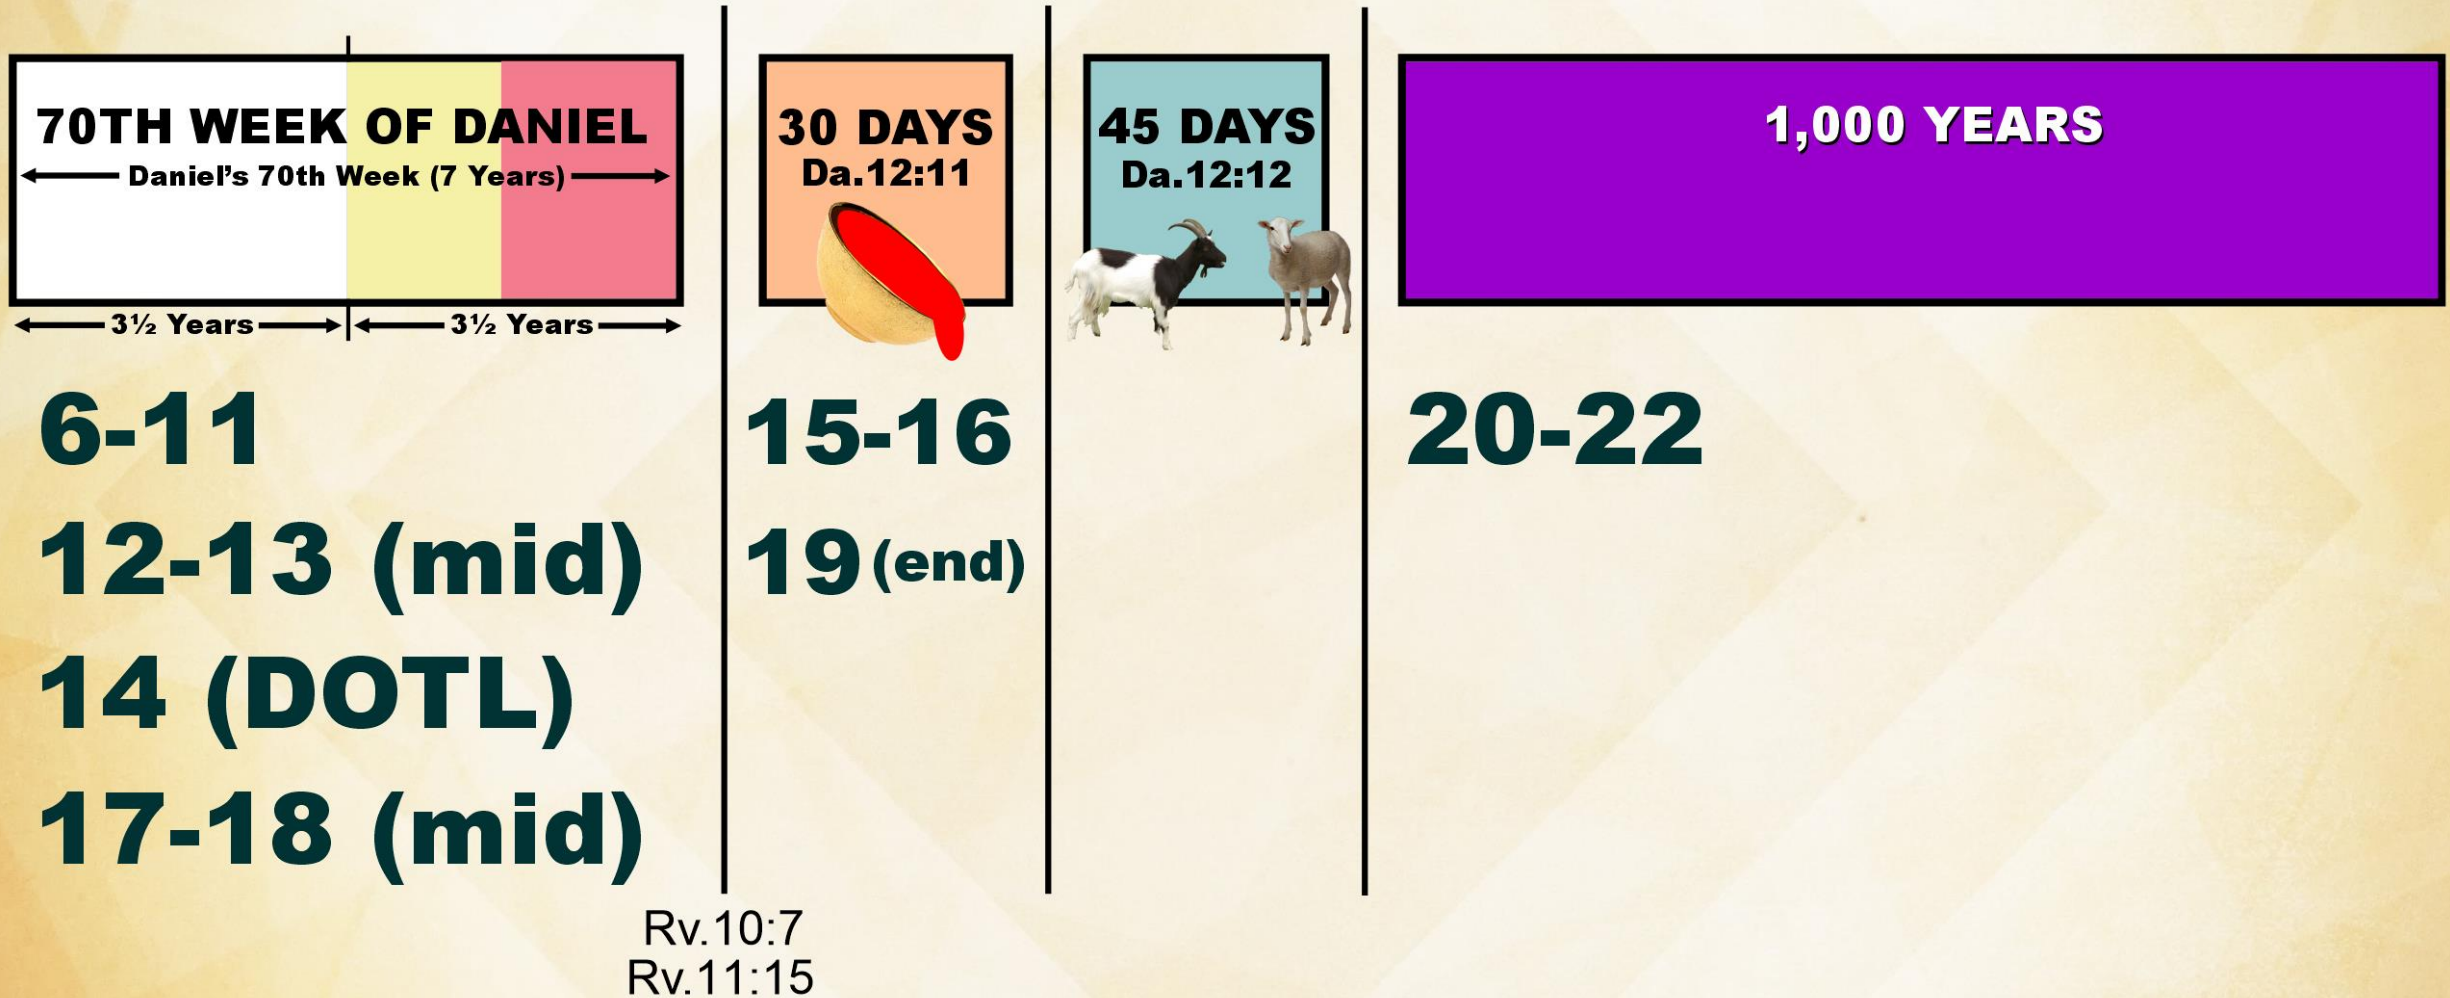 70TH WEEK OF DANIEL
Daniel’s 70th Week (7 Years)
3½ Years
3½ Years
6-11
12-13 (mid)
14 (DOTL)
17-18 (mid)
30 DAYS
Da.12:11
15-16
19 (end)
45 DAYS
Da.12:12
1,000 YEARS
20-22
Rv.10:7
Rv.11:15